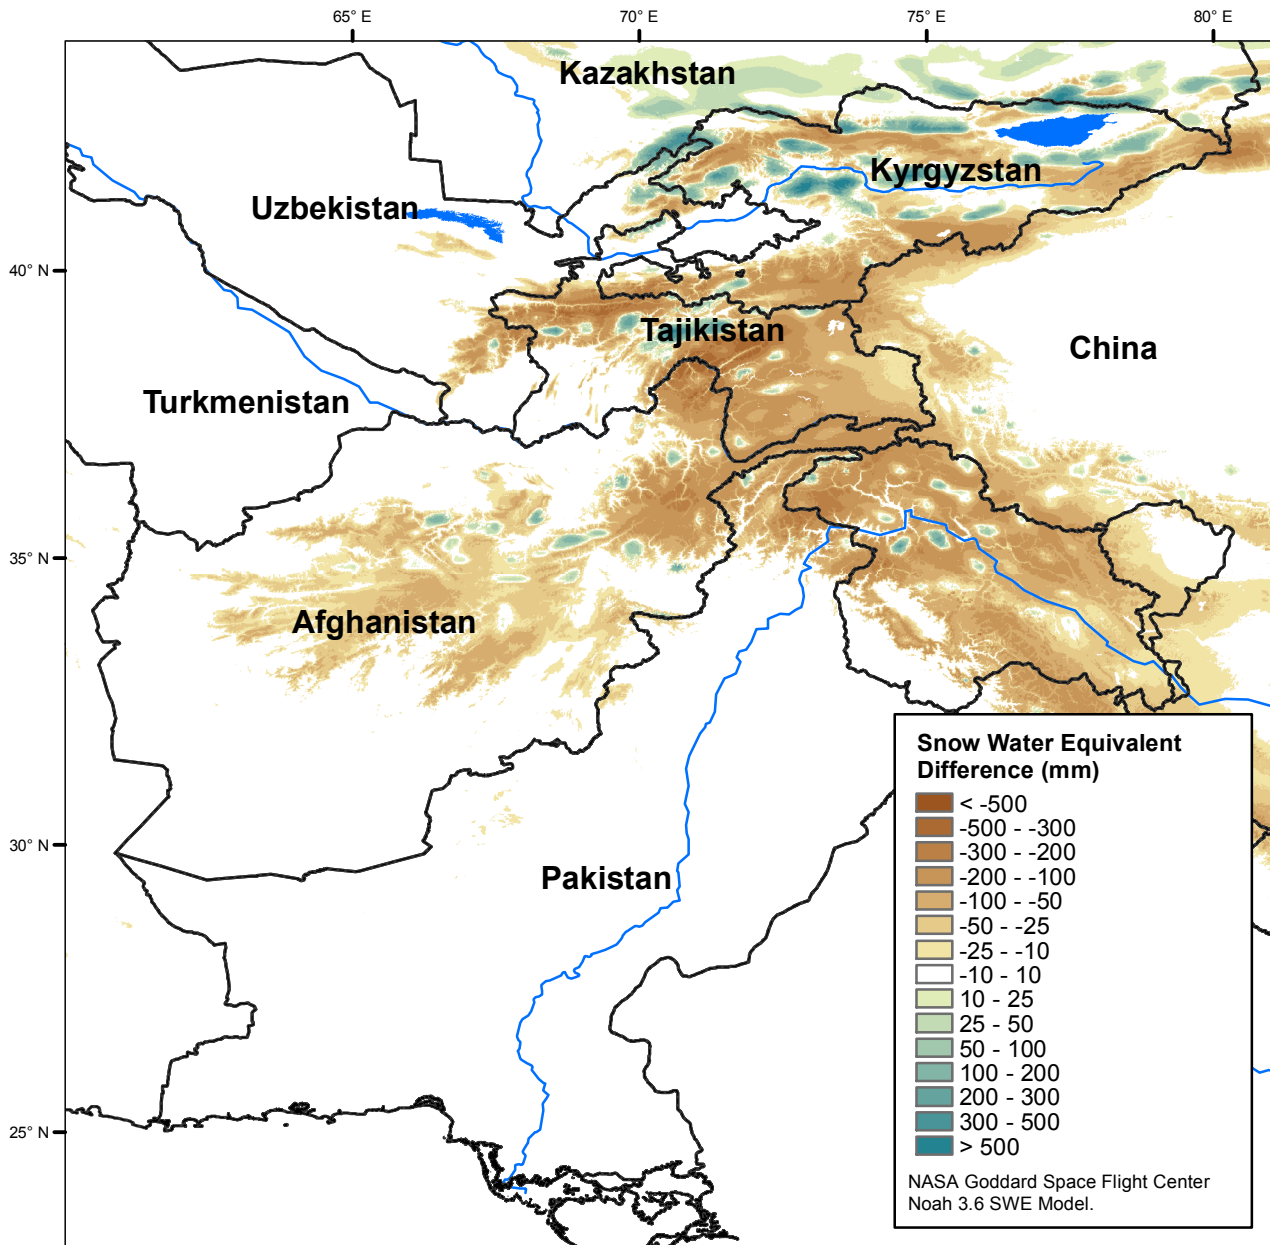 65° E
70° E
75° E
80° E
Kazakhstan
Kyrgyzstan
Uzbekistan
40° N
Tajikistan
China
Turkmenistan
35° N
Afghanistan
Snow Water Equivalent
Difference (mm)
< -500
-500 - -300
-300 - -200
-200 - -100
-100 - -50
-50 - -25
-25 - -10
-10 - 10
10 - 25
25 - 50
50 - 100
100 - 200
200 - 300
300 - 500
> 500
30° N
Pakistan
25° N
NASA Goddard Space Flight Center
Noah 3.6 SWE Model.